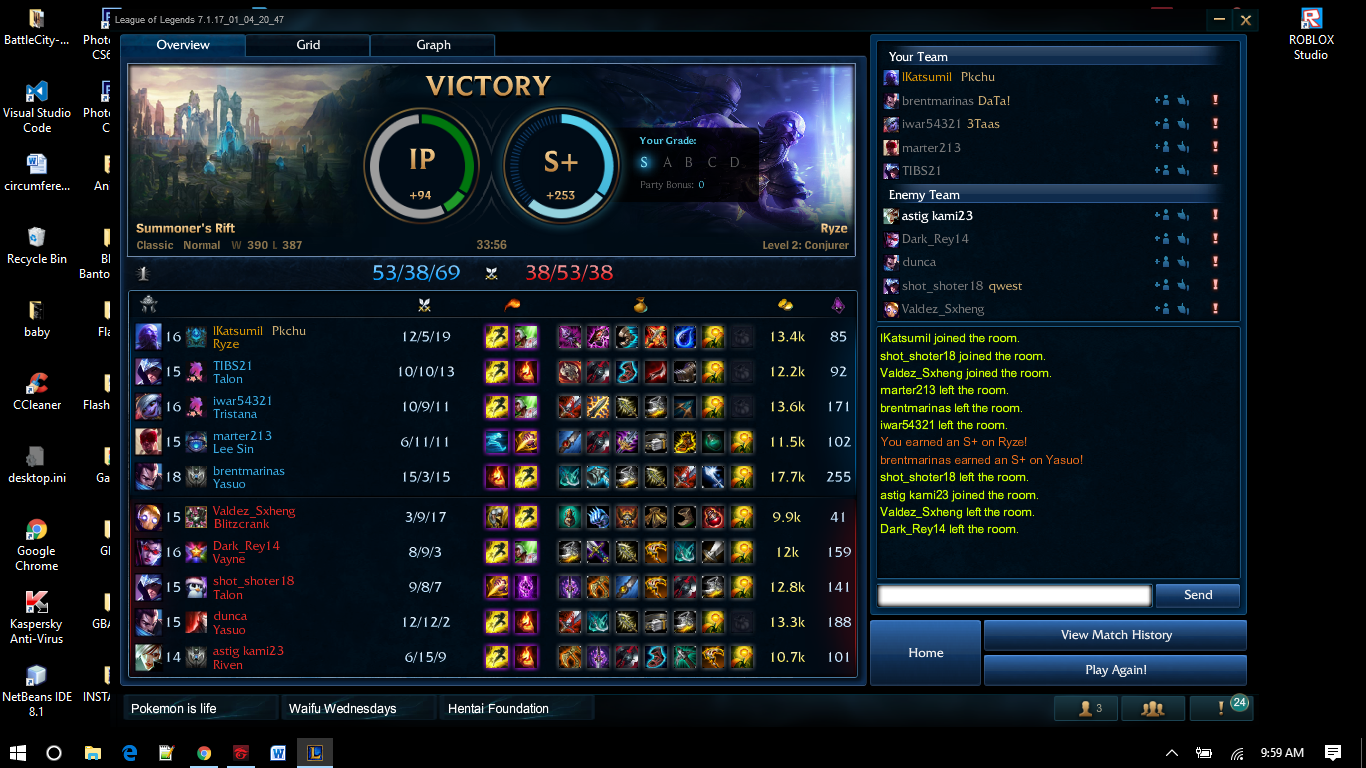 League of Legends 7.1.17_01_04_20_47
BattleCity-...
Visual Studio
Code
circumfere...
Recycle Bin
baby
CCleaner
desktop.ini
Google
Chrome
Kaspersky
Anti-Virus
NetBeans IDE
8.1
Photo
CS6
Photo
C
An
Bl
Banton
Fla
Flash
Ga
GBA
INSTA
ROBLOX
Studio
Overview
Grid
Graph
VICTORY
IP
+94
S+
+253
Your Grade:
S A B C D
Party Bonus: 0
Summoner's Rift
Classic Normal W 390 L 387
33:56
Ryze
Level 2: Conjurer
53/38/69
38/53/38
16 lKatsumil Pkchu
Ryze
12/5/19 13.4k 85
15 TIBS21
Talon
10/10/13 12.2k 92
16 iwar54321
Tristana
10/9/11 13.6k 171
15 marter213
Lee Sin
6/11/11 11.5k 102
18 brentmarinas
Yasuo
15/3/15 17.7k 255
15 Valdez_Sxheng
Blitzcrank
3/9/17 9.9k 41
16 Dark_Rey14
Vayne
8/9/3 12k 159
15 shot_shoter18
Talon
9/8/7 12.8k 141
15 dunca
Yasuo
12/12/2 13.3k 188
14 astig kami23
Riven
6/15/9 10.7k 101
Your Team
lKatsumil Pkchu
brentmarinas DaTa!
iwar54321 3Taas
marter213
TIBS21
Enemy Team
astig kami23
Dark_Rey14
dunca
shot_shoter18 qwest
Valdez_Sxheng
lKatsumil joined the room.
shot_shoter18 joined the room.
Valdez_Sxheng joined the room.
marter213 left the room.
brentmarinas left the room.
iwar54321 left the room.
You earned an S+ on Ryze!
brentmarinas earned an S+ on Yasuo!
shot_shoter18 left the room.
astig kami23 joined the room.
Valdez_Sxheng left the room.
Dark_Rey14 left the room.
Send
Home
View Match History
Play Again!
Pokemon is life
Waifu Wednesdays
Hentai Foundation
3
24
9:59 AM